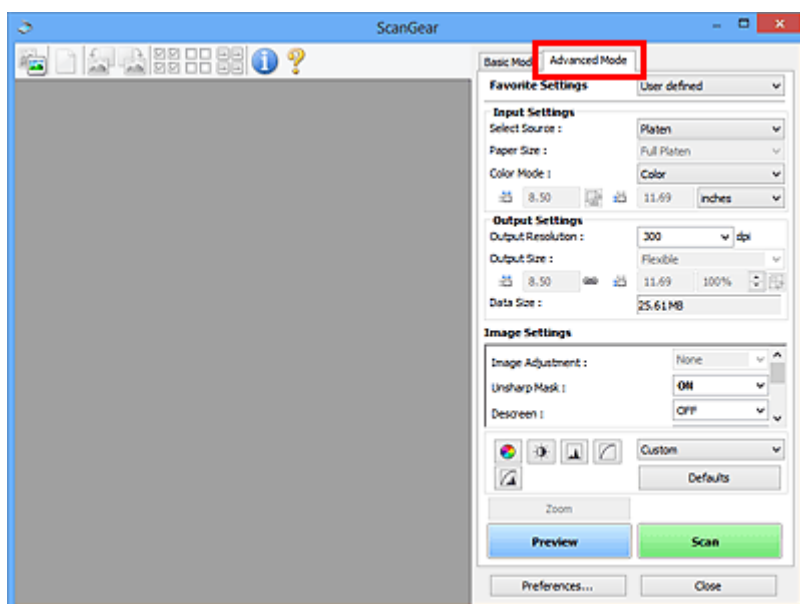 ScanGear
Basic Mode Advanced Mode
Favorite Settings User defined
Input Settings
Select Source : Platen
Paper Size : Full Platen
Color Mode : Color
8.50 11.69 inches
Output Settings
Output Resolution : 300 dpi
Output Size : Flexible
8.50 11.69 100%
Data Size : 25.61 MB
Image Settings
Image Adjustment : None
Unsharp Mask : ON
Descreen : OFF
Custom
Defaults
Zoom
Preview Scan
Preferences... Close